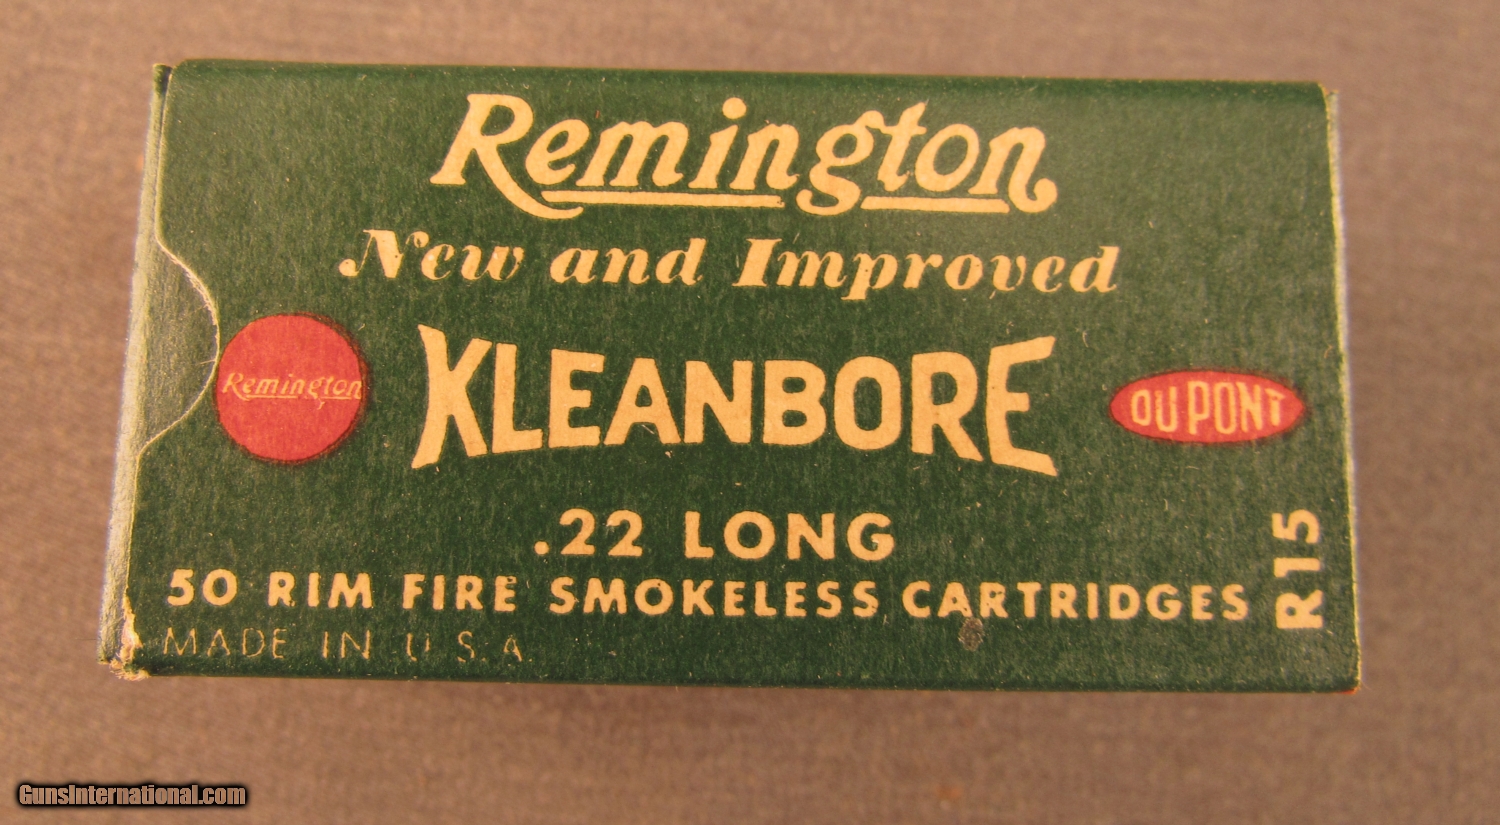 Remington
New and Improved
Remington
KLEANBORE
DU PONT
.22 LONG
50 RIM FIRE SMOKELESS CARTRIDGES
R15
MADE IN U.S.A.
GunsInternational.com